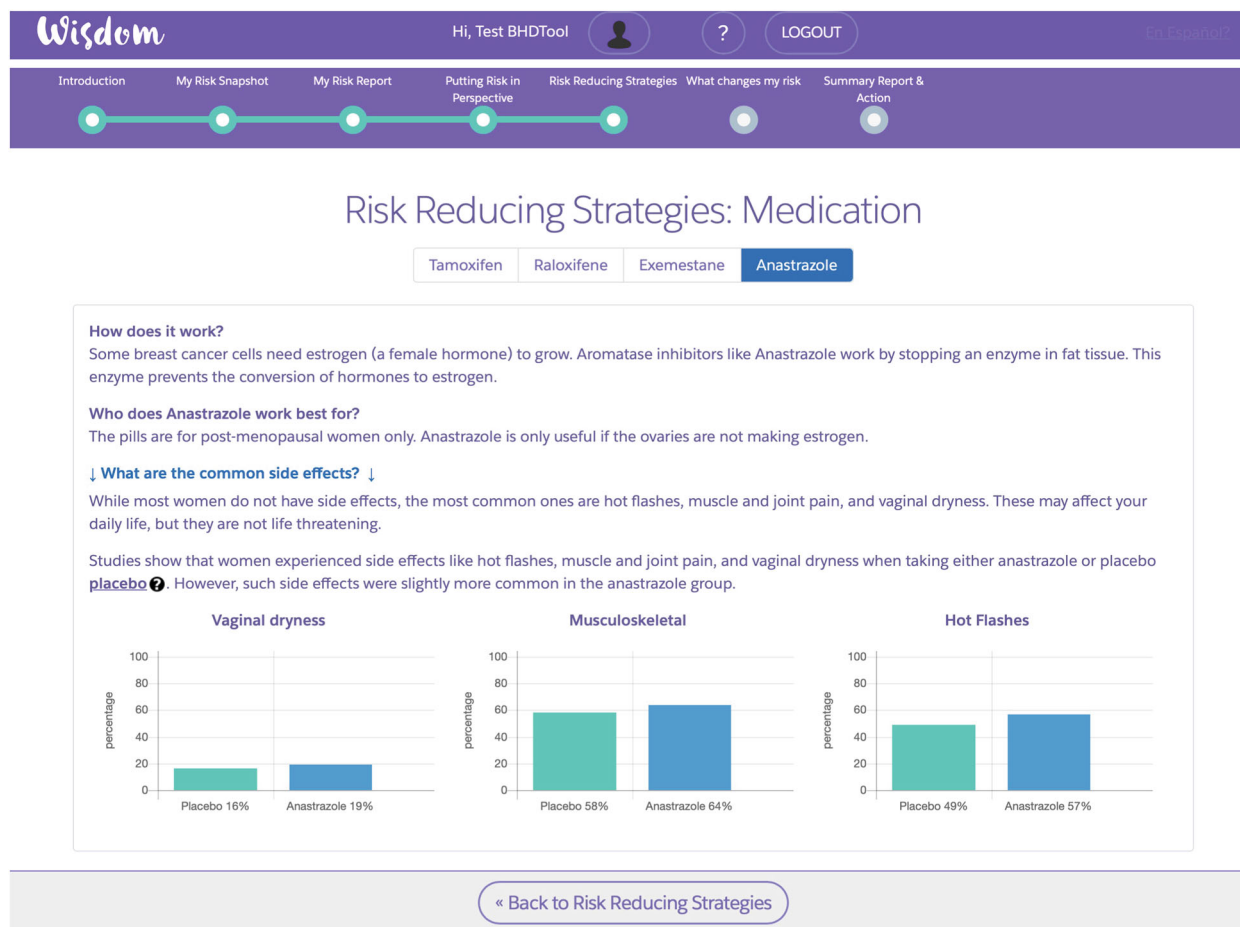 Wisdom
Hi, Test BHDTool
?
LOGOUT
En Español?
Introduction
My Risk Snapshot
My Risk Report
Putting Risk in
Perspective
Risk Reducing Strategies
What changes my risk
Summary Report &
Action
Risk Reducing Strategies: Medication
Tamoxifen
Raloxifene
Exemestane
Anastrazole
How does it work?
Some breast cancer cells need estrogen (a female hormone) to grow. Aromatase inhibitors like Anastrazole work by stopping an enzyme in fat tissue. This
enzyme prevents the conversion of hormones to estrogen.
Who does Anastrazole work best for?
The pills are for post-menopausal women only. Anastrazole is only useful if the ovaries are not making estrogen.
↓ What are the common side effects? ↓
While most women do not have side effects, the most common ones are hot flashes, muscle and joint pain, and vaginal dryness. These may affect your
daily life, but they are not life threatening.
Studies show that women experienced side effects like hot flashes, muscle and joint pain, and vaginal dryness when taking either anastrazole or placebo
placebo ?. However, such side effects were slightly more common in the anastrazole group.
Vaginal dryness
percentage
100
80
60
40
20
0
Placebo 16%
Anastrazole 19%
Musculoskeletal
percentage
100
80
60
40
20
0
Placebo 58%
Anastrazole 64%
Hot Flashes
percentage
100
80
60
40
20
0
Placebo 49%
Anastrazole 57%
« Back to Risk Reducing Strategies